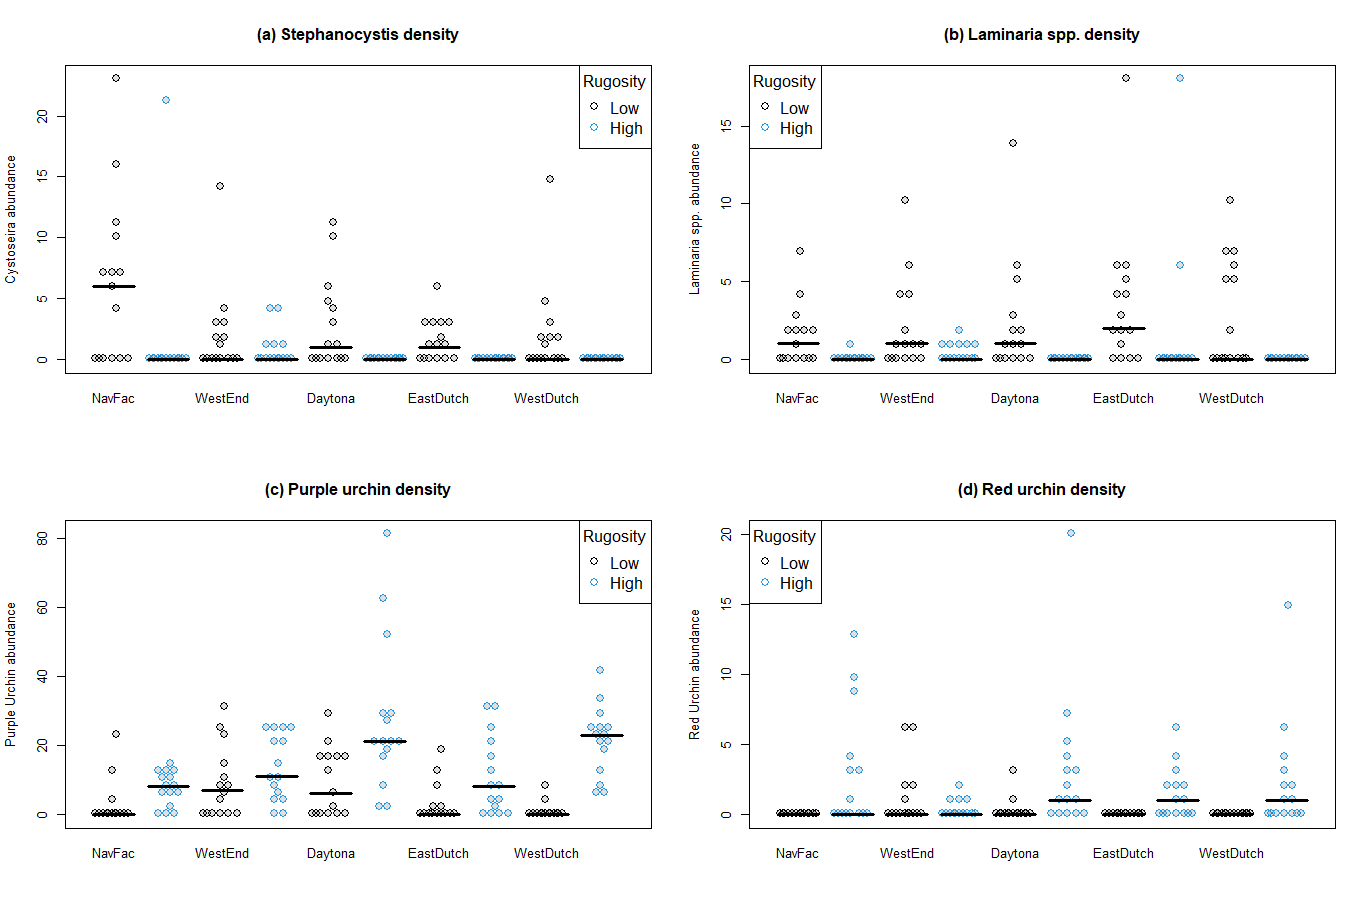 (a) Stephanocystis density
Cystoseira abundance
20
15
10
5
0
Rugosity
Low
High
NavFac WestEnd Daytona EastDutch WestDutch
(b) Laminaria spp. density
Laminaria spp. abundance
15
10
5
0
Rugosity
Low
High
NavFac WestEnd Daytona EastDutch WestDutch
(c) Purple urchin density
Purple Urchin abundance
80
60
40
20
0
Rugosity
Low
High
NavFac WestEnd Daytona EastDutch WestDutch
(d) Red urchin density
Red Urchin abundance
20
15
10
5
0
Rugosity
Low
High
NavFac WestEnd Daytona EastDutch WestDutch